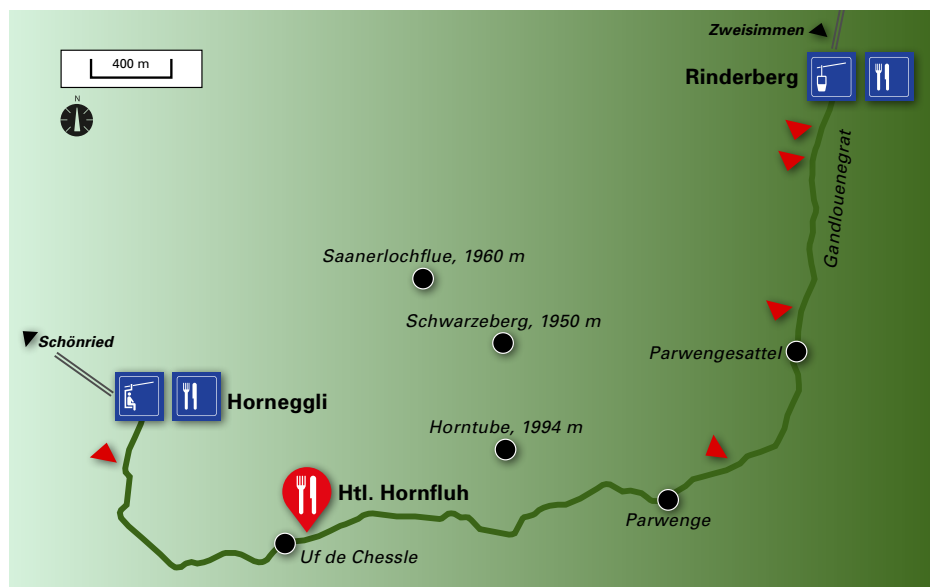 Zweisimmen
400 m
Rinderberg
N
Gandlouenegrat
Saanerlochflue, 1960 m
Schwarzeberg, 1950 m
Schönried
Parwengesattel
Horneggli
Horntube, 1994 m
Htl. Hornfluh
Parwenge
Uf de Chessle